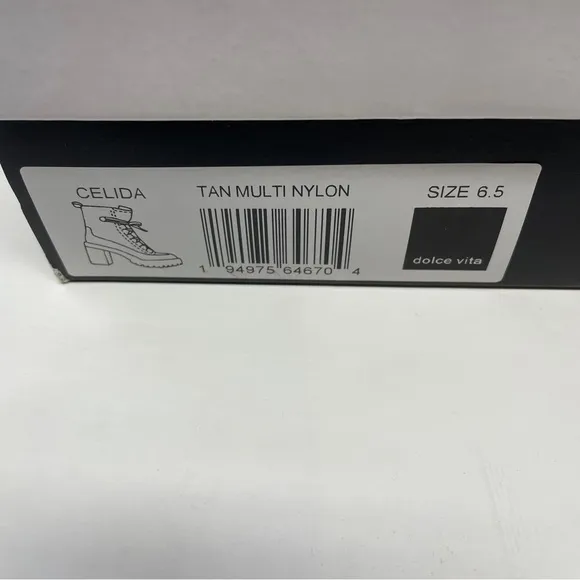 CELIDA
TAN MULTI NYLON
SIZE 6.5
1 94975 64670 4
dolce vita